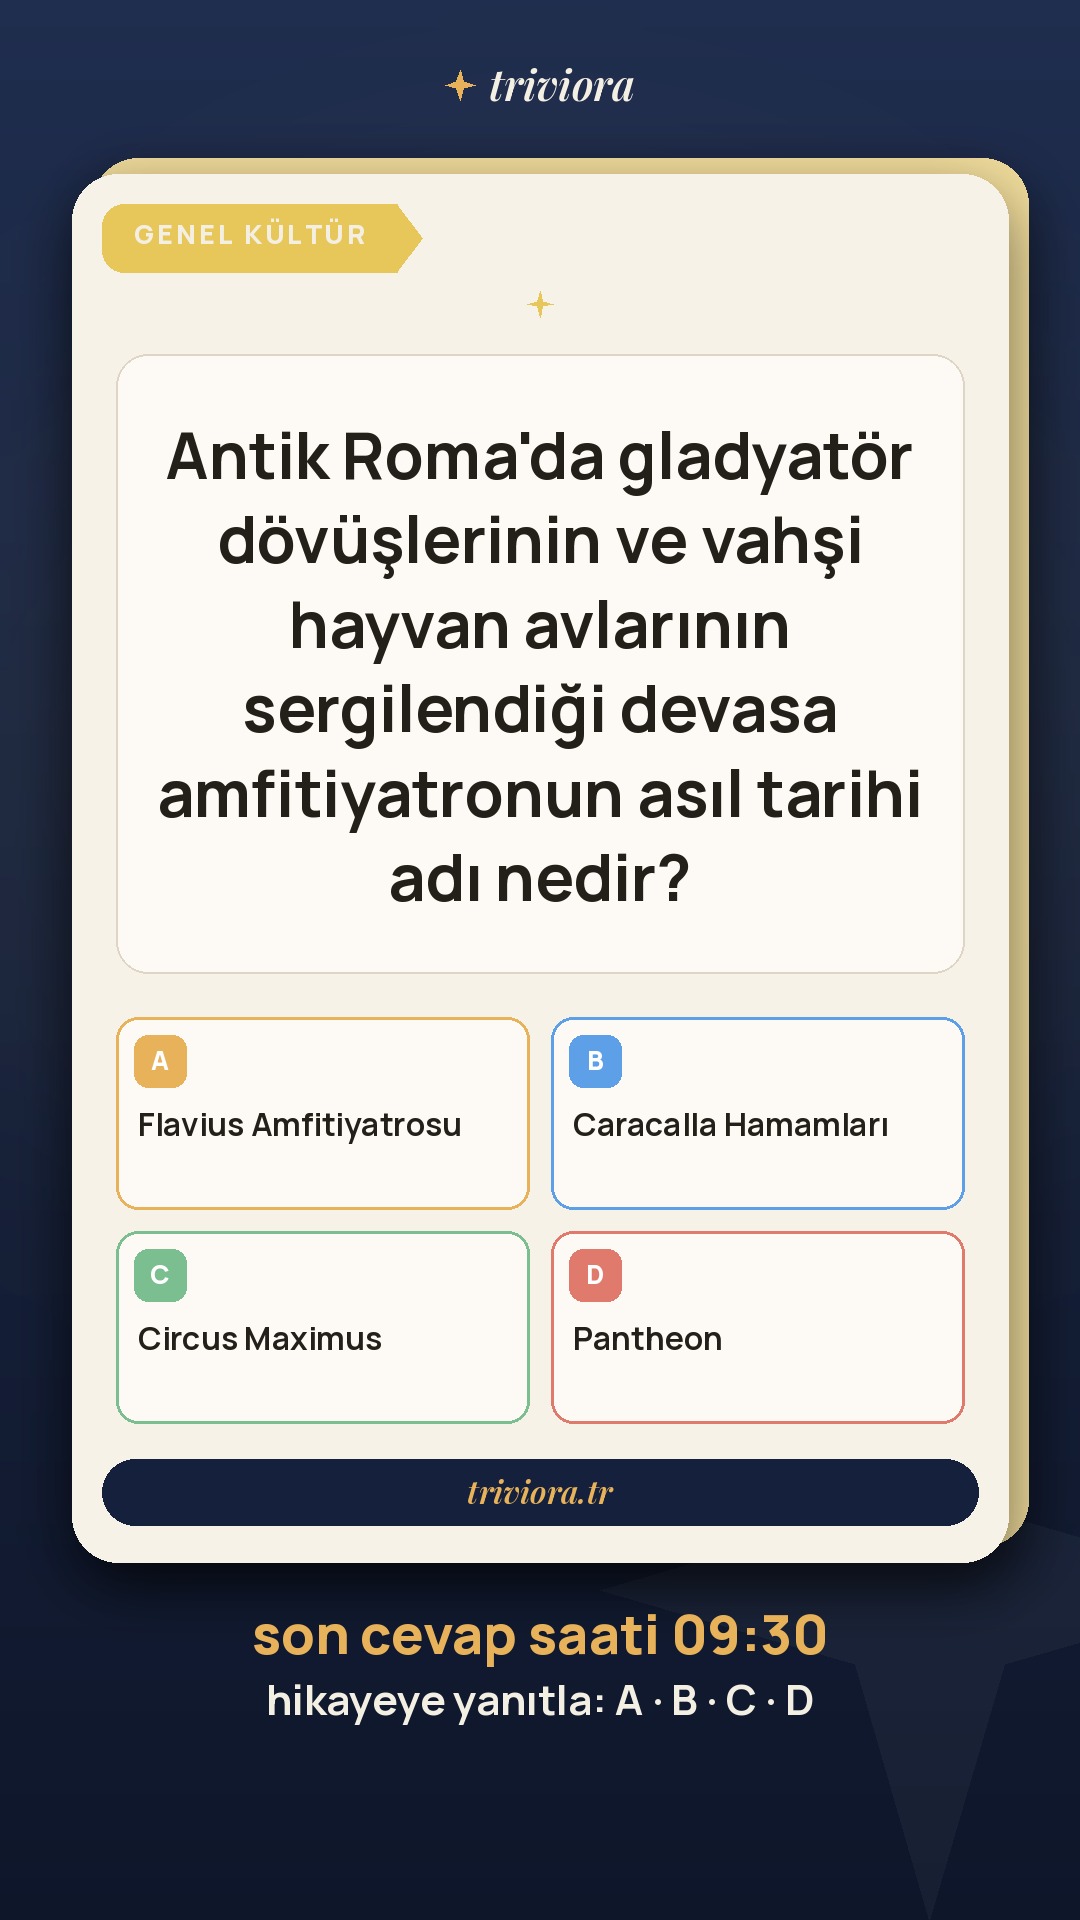 triviora
GENEL KÜLTÜR
Antik Roma'da gladyatör
dövüşlerinin ve vahşi
hayvan avlarının
sergilendiği devasa
amfitiyatronun asıl tarihi
adı nedir?
A
Flavius Amfitiyatrosu
B
Caracalla Hamamları
C
Circus Maximus
D
Pantheon
triviora.tr
son cevap saati 09:30
hikayeye yanıtla: A · B · C · D